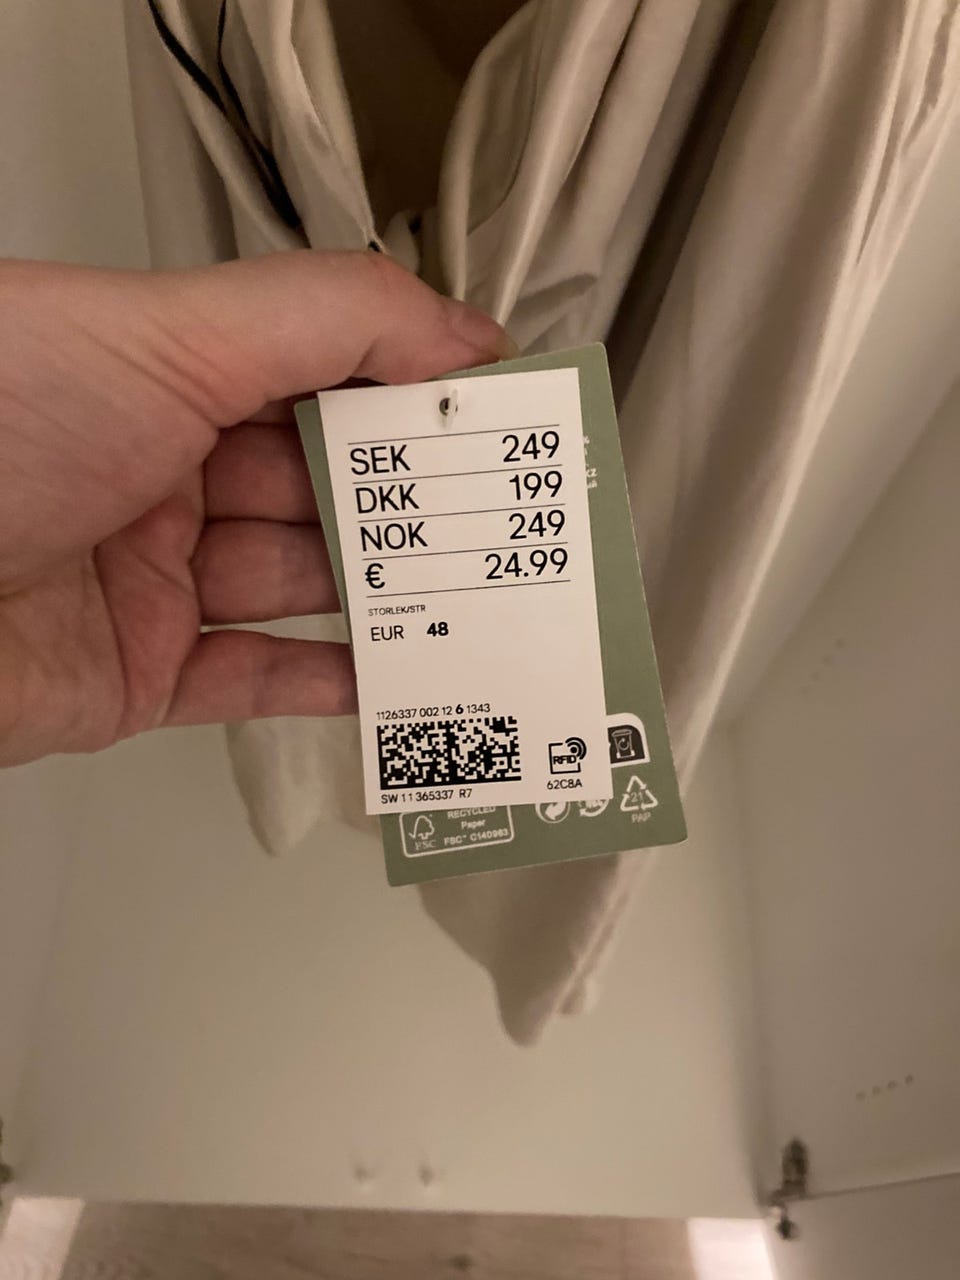 SEK 249
DKK 199
NOK 249
€ 24.99
STORLEK/STR
EUR 48
1126337 002 12 6 1343
RFID
SW 11 365337 R7
62C8A
RECYCLED
Paper
FSC FSC™ C140963
21
PAP